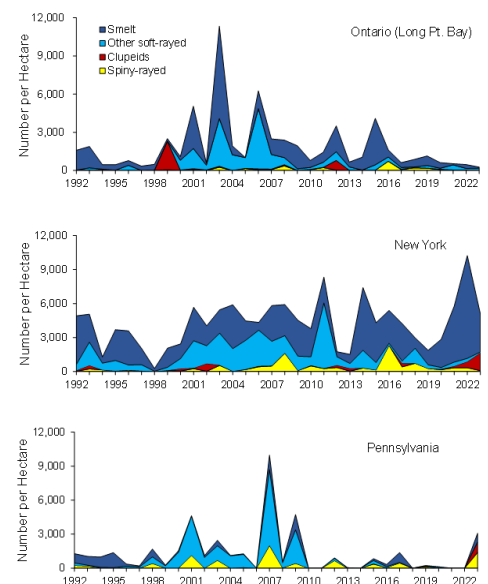 12,000
9,000
6,000
3,000
0
Number per Hectare
Smelt
Other soft-rayed
Clupeids
Spiny-rayed
Ontario (Long Pt. Bay)
1992 1995 1998 2001 2004 2007 2010 2013 2016 2019 2022
12,000
9,000
6,000
3,000
0
Number per Hectare
New York
1992 1995 1998 2001 2004 2007 2010 2013 2016 2019 2022
12,000
9,000
6,000
3,000
0
Number per Hectare
Pennsylvania
1992 1995 1998 2001 2004 2007 2010 2013 2016 2019 2022